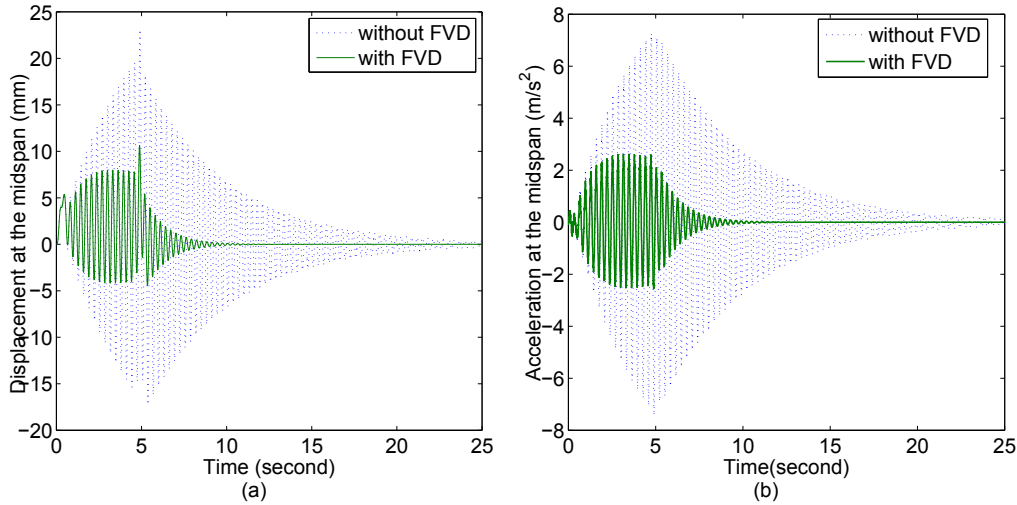 without FVD
with FVD
Displacement at the midspan (mm)
25
20
15
10
5
0
−5
−10
−15
−20
0 5 10 15 20 25
Time (second)
(a)
without FVD
with FVD
Acceleration at the midspan (m/s²)
8
6
4
2
0
−2
−4
−6
−8
0 5 10 15 20 25
Time(second)
(b)